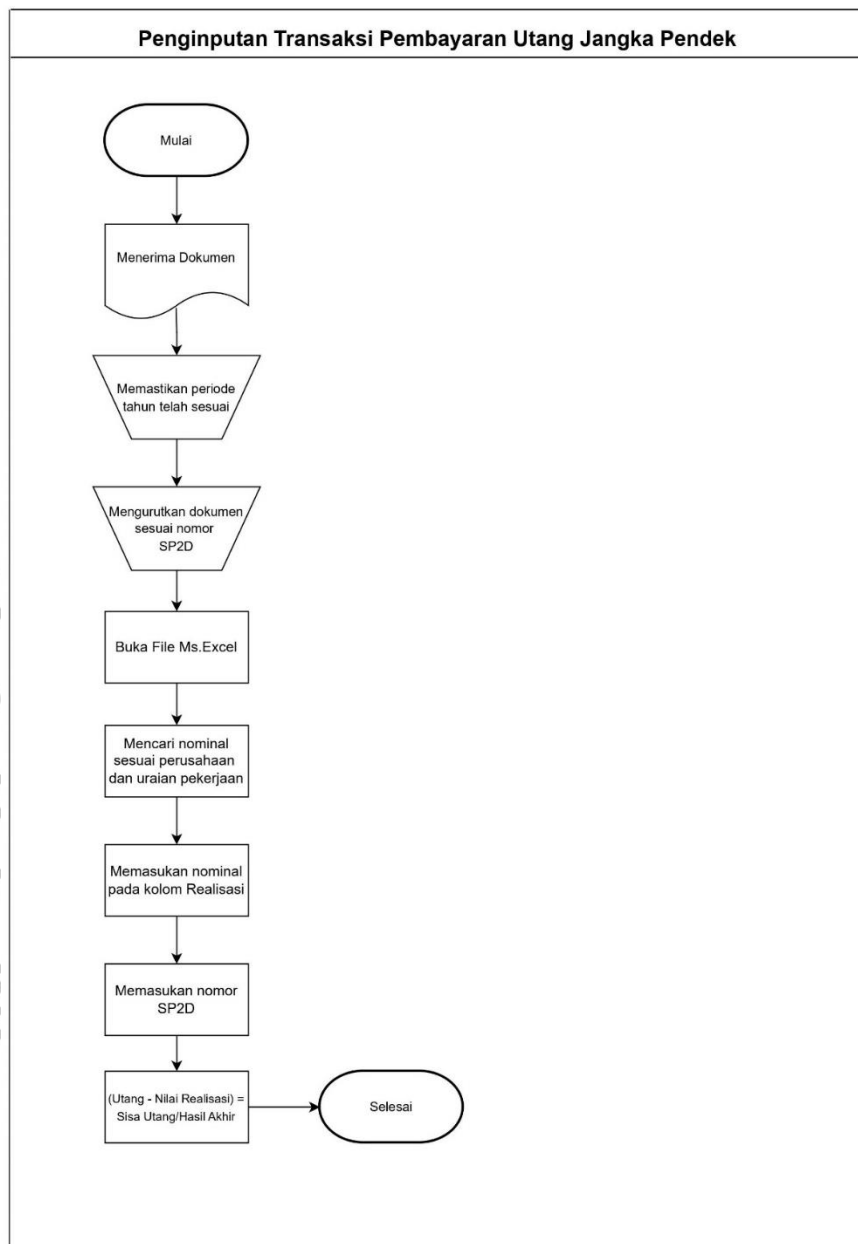 Penginputan Transaksi Pembayaran Utang Jangka Pendek
Mulai
Menerima Dokumen
Memastikan periode
tahun telah sesuai
Mengurutkan dokumen
sesuai nomor
SP2D
Buka File Ms.Excel
Mencari nominal
sesuai perusahaan
dan uraian pekerjaan
Memasukan nominal
pada kolom Realisasi
Memasukan nomor
SP2D
(Utang - Nilai Realisasi) =
Sisa Utang/Hasil Akhir
Selesai